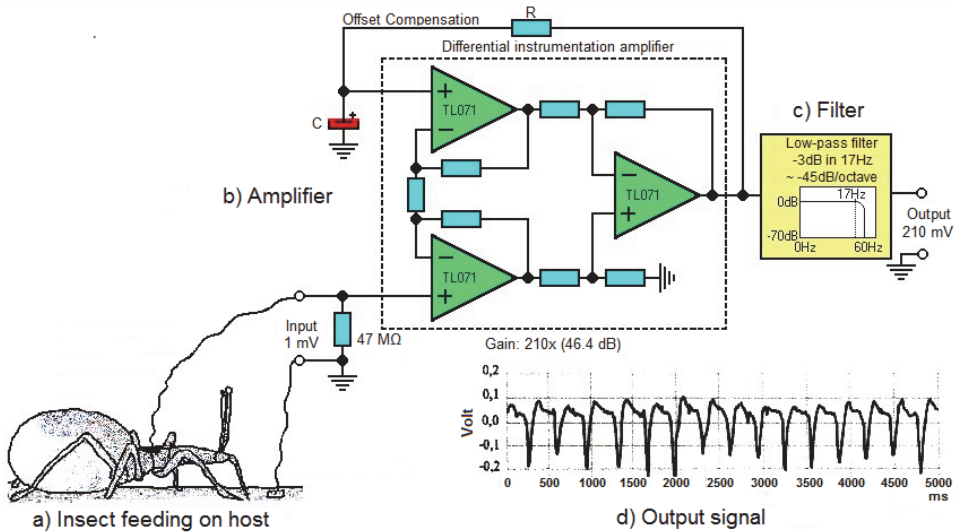 Offset Compensation
R
Differential instrumentation amplifier
+
TL071
−
C
+
b) Amplifier
−
TL071
+
−
TL071
+
c) Filter
Low-pass filter
-3dB in 17Hz
~ -45dB/octave
17Hz
0dB
-70dB
0Hz
60Hz
Output
210 mV
Input
1 mV
47 MΩ
Gain: 210x (46.4 dB)
Volt
0,2
0,1
0,0
-0,1
-0,2
0 500 1000 1500 2000 2500 3000 3500 4000 4500 5000
ms
a) Insect feeding on host
d) Output signal